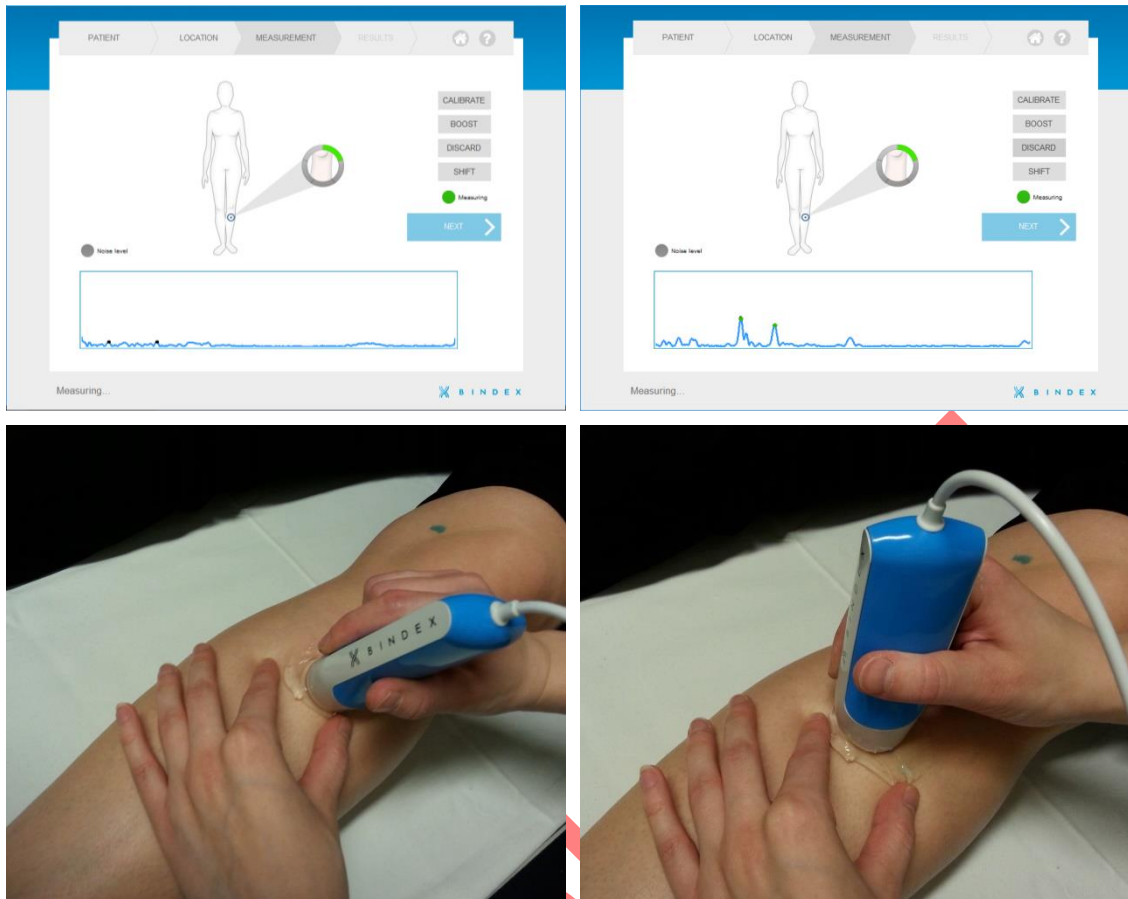 PATIENT LOCATION MEASUREMENT RESULTS ?
CALIBRATE
BOOST
DISCARD
SHIFT
Measuring
NEXT
Noise level
Measuring...
BINDEX
PATIENT LOCATION MEASUREMENT RESULTS ?
CALIBRATE
BOOST
DISCARD
SHIFT
Measuring
NEXT
Noise level
Measuring...
BINDEX
BINDEX